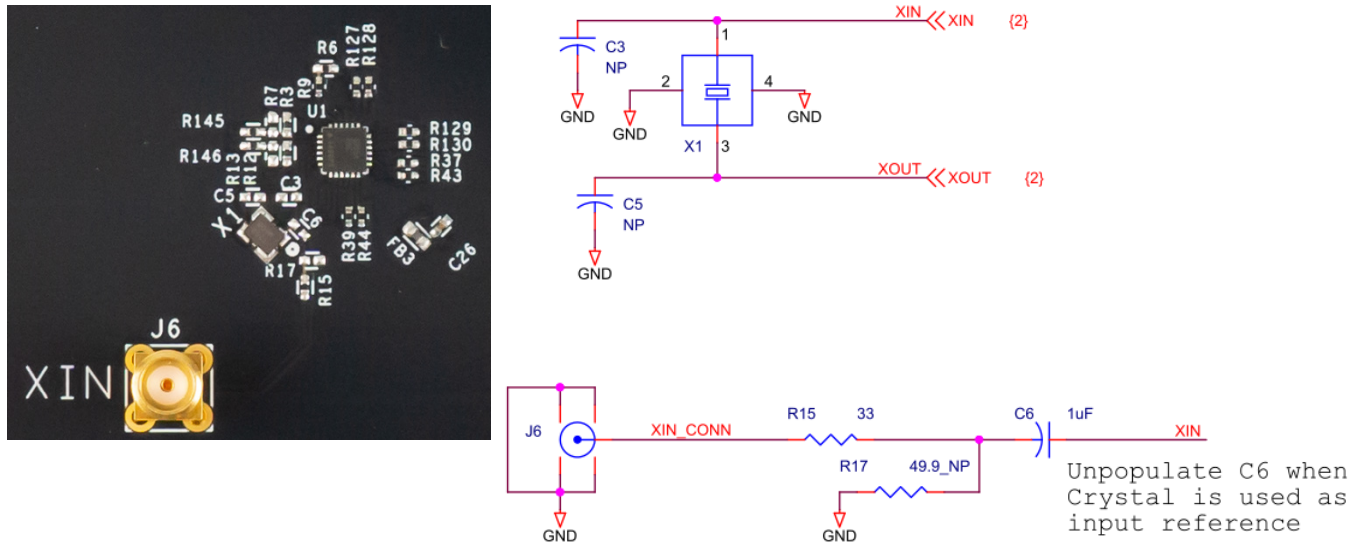 R6
R127
R128
R9
U1
R7
R3
R145
R146
R13
R12
R129
R130
R37
R43
C5
C3
X1
C6
R39
R44
FB3
C26
R17
R15
J6
XIN
XIN
XIN
{2}
C3
NP
1
2
4
GND
GND
GND
X1
3
XOUT
XOUT
{2}
C5
NP
GND
J6
XIN_CONN
R15
33
C6
1uF
XIN
R17
49.9_NP
GND
GND
Unpopulate C6 when
Crystal is used as
input reference